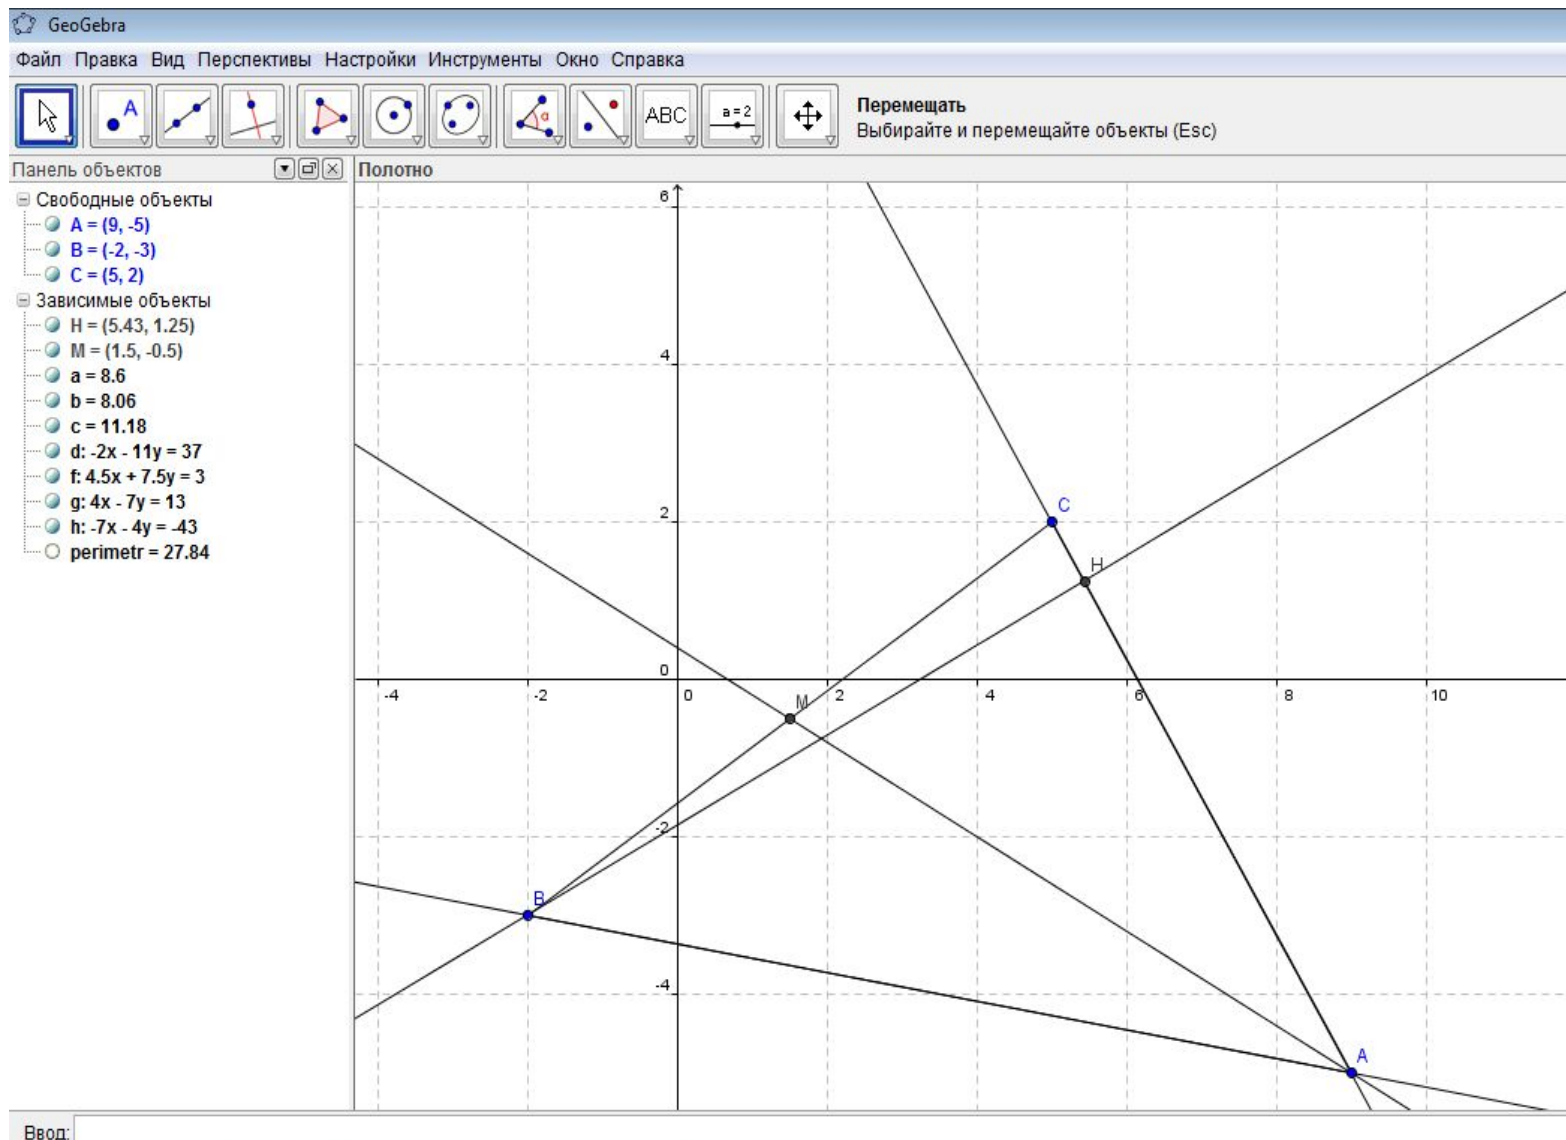 GeoGebra
Файл Правка Вид Перспективы Настройки Инструменты Окно Справка
A
α
ABC
a = 2
Перемещать
Выбирайте и перемещайте объекты (Esc)
Панель объектов
Полотно
Свободные объекты
A = (9, -5)
B = (-2, -3)
C = (5, 2)
Зависимые объекты
H = (5.43, 1.25)
M = (1.5, -0.5)
a = 8.6
b = 8.06
c = 11.18
d: -2x - 11y = 37
f: 4.5x + 7.5y = 3
g: 4x - 7y = 13
h: -7x - 4y = -43
perimetr = 27.84
6
4
2
0
-2
-4
-4 -2 0 2 4 6 8 10
C
H
M
B
A
Ввод: